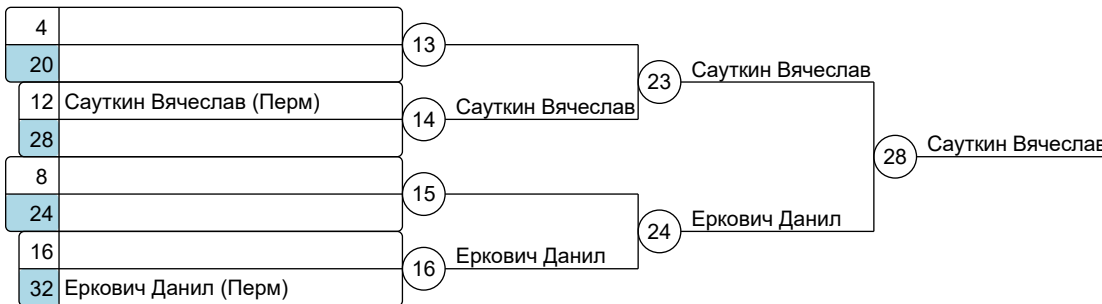 4
13
20
23 Сауткин Вячеслав
12 Сауткин Вячеслав (Перм)
14 Сауткин Вячеслав
28
28 Сауткин Вячеслав
8
15
24
24 Еркович Данил
16
16 Еркович Данил
32 Еркович Данил (Перм)